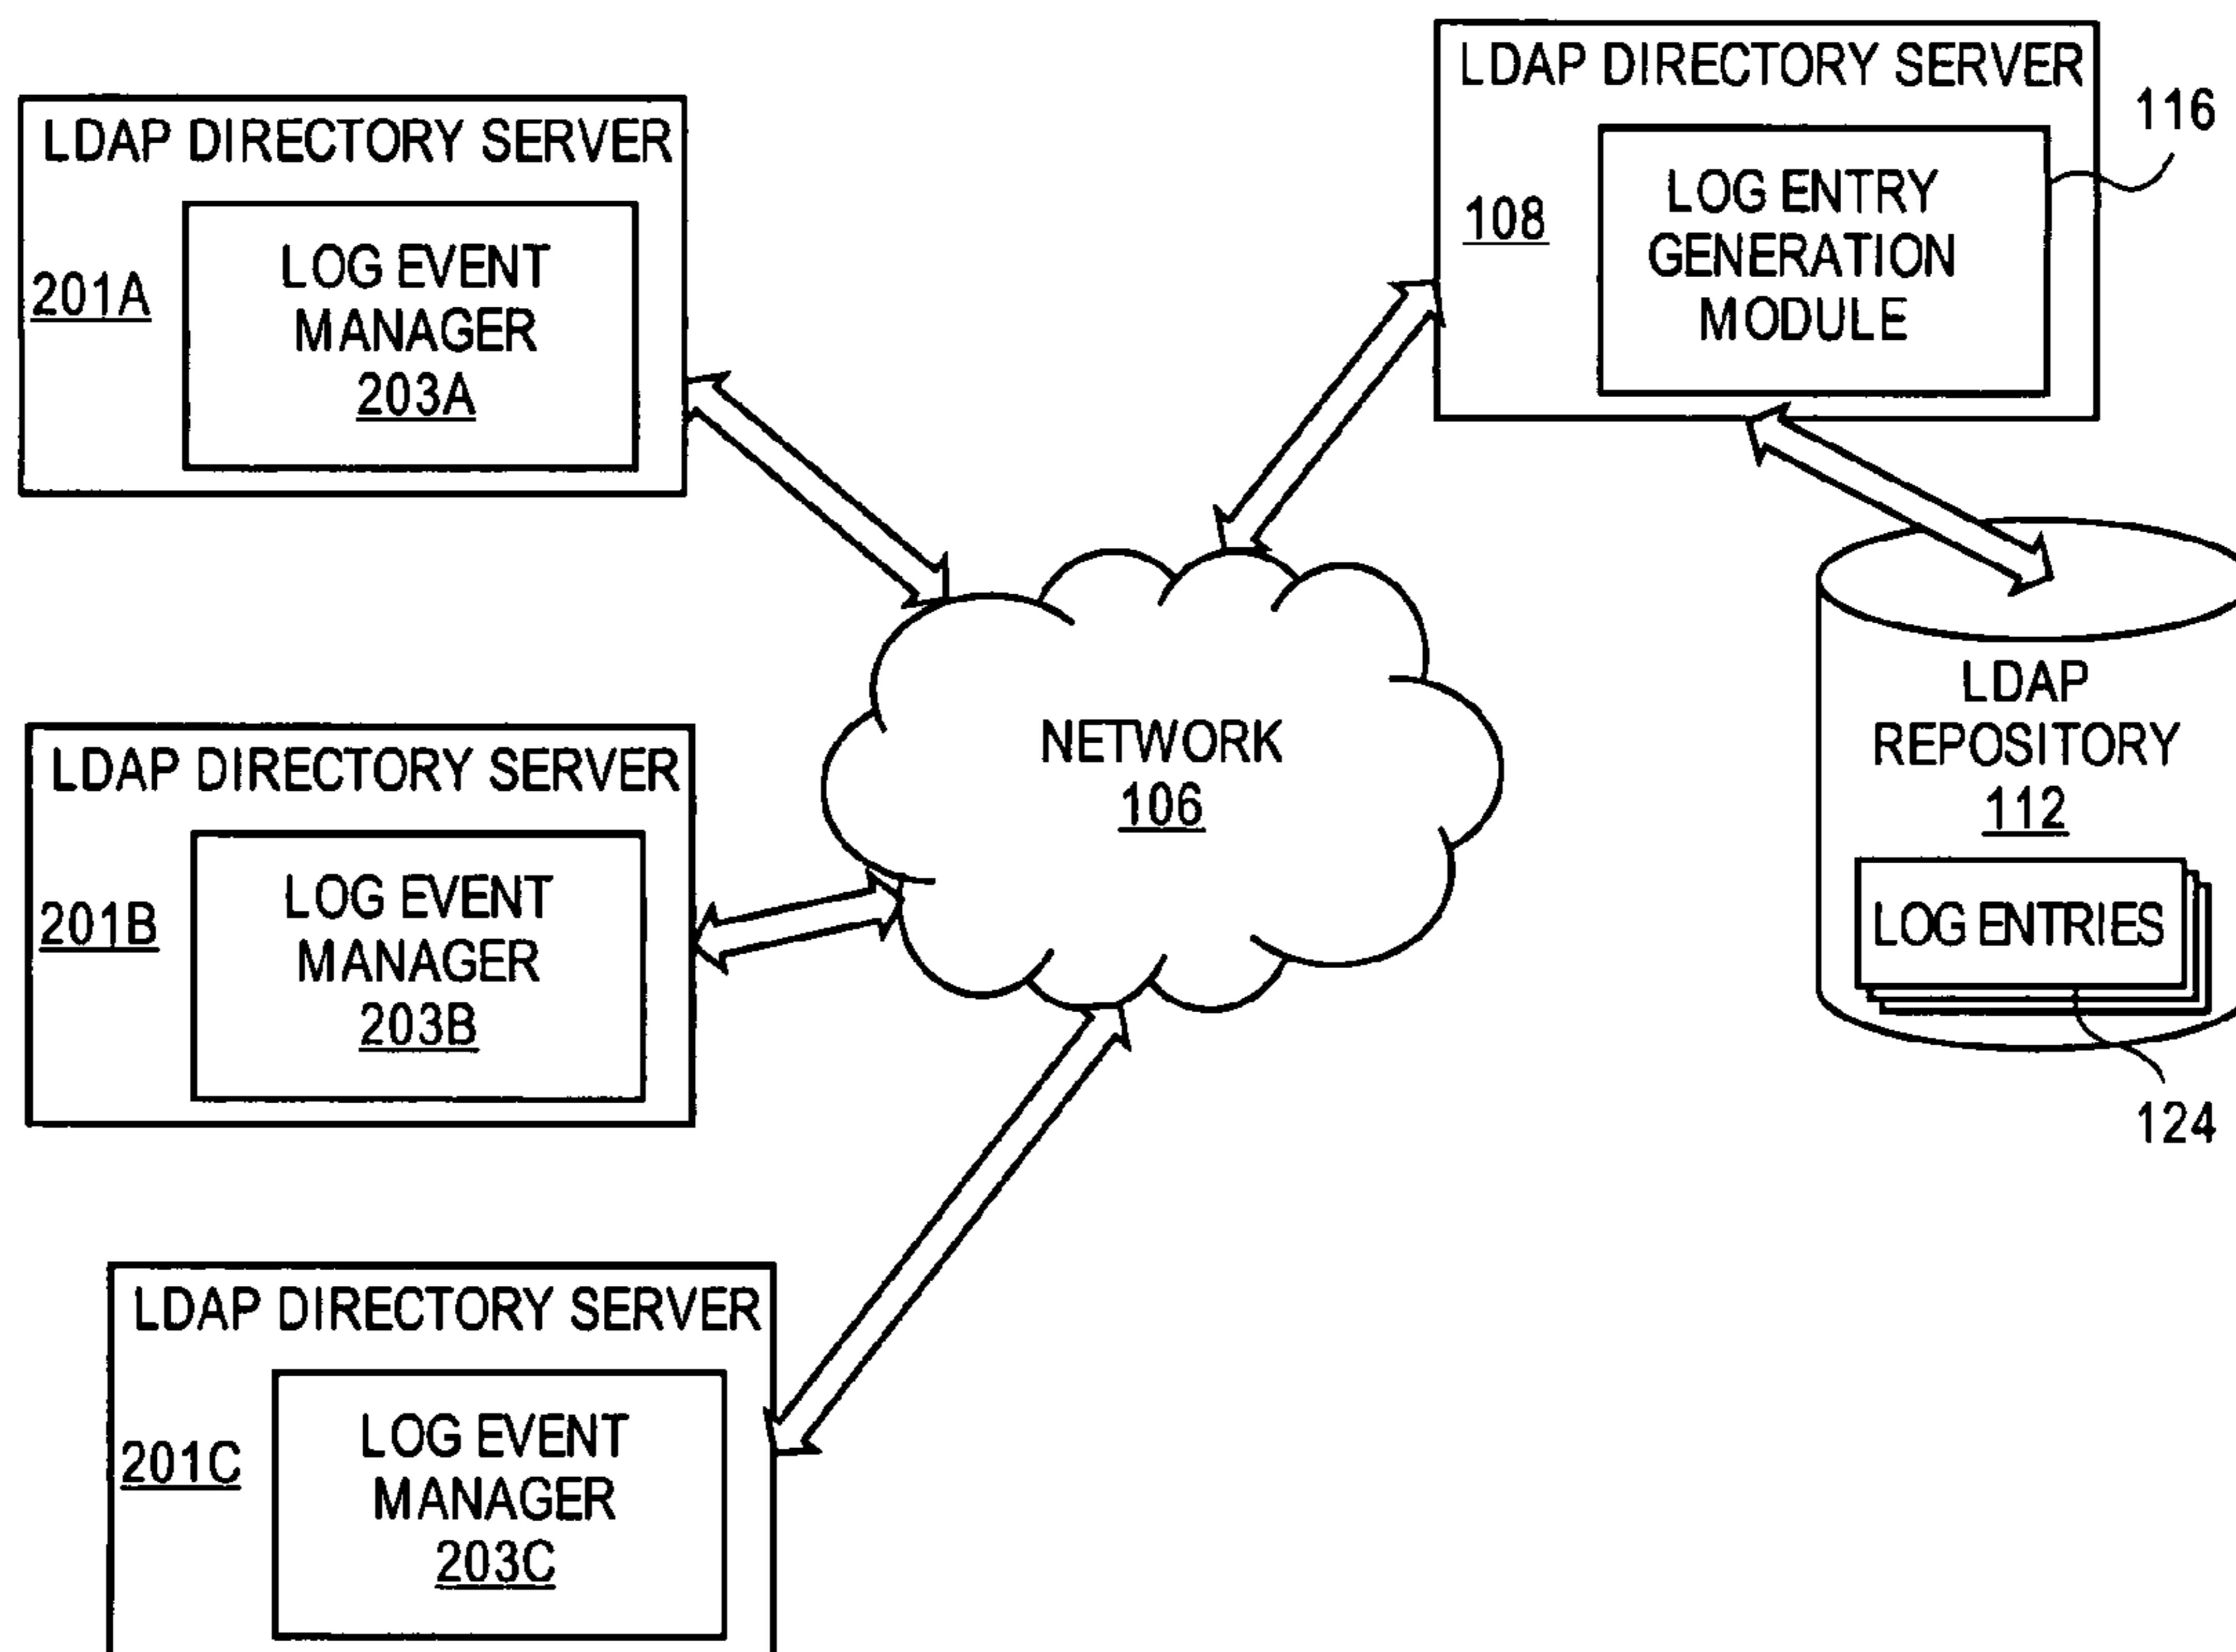 LDAP DIRECTORY SERVER
201A
LOG EVENT
MANAGER
203A
LDAP DIRECTORY SERVER
108
LOG ENTRY
GENERATION
MODULE
116
LDAP DIRECTORY SERVER
201B
LOG EVENT
MANAGER
203B
NETWORK
106
LDAP
REPOSITORY
112
LOG ENTRIES
124
LDAP DIRECTORY SERVER
201C
LOG EVENT
MANAGER
203C